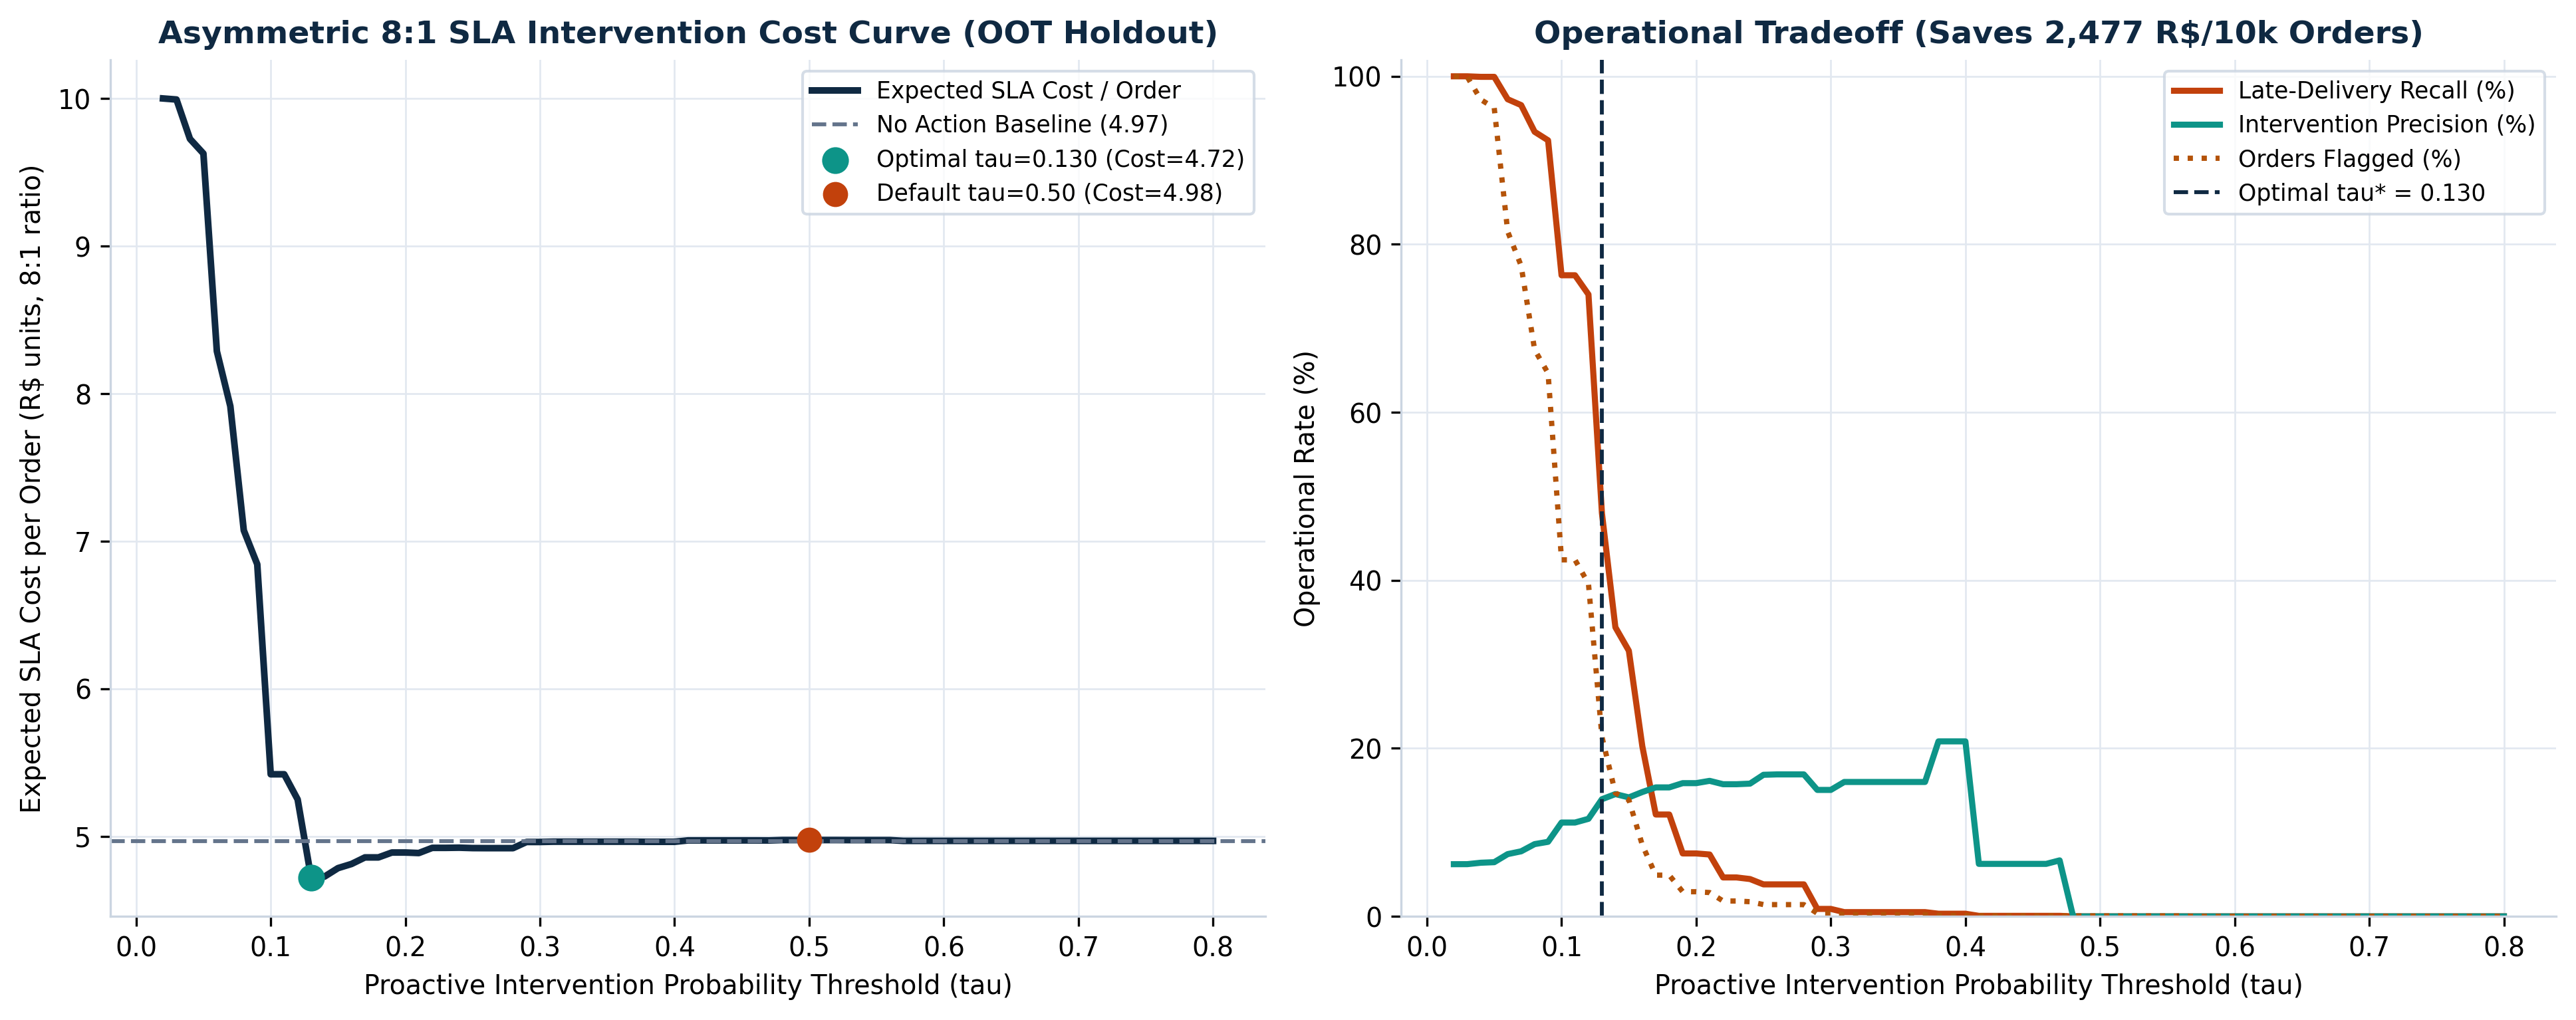 Asymmetric 8:1 SLA Intervention Cost Curve (OOT Holdout)
Expected SLA Cost per Order (R$ units, 8:1 ratio)
10
9
8
7
6
5
Expected SLA Cost / Order
No Action Baseline (4.97)
Optimal tau=0.130 (Cost=4.72)
Default tau=0.50 (Cost=4.98)
0.0 0.1 0.2 0.3 0.4 0.5 0.6 0.7 0.8
Proactive Intervention Probability Threshold (tau)
Operational Tradeoff (Saves 2,477 R$/10k Orders)
Operational Rate (%)
100
80
60
40
20
0
Late-Delivery Recall (%)
Intervention Precision (%)
Orders Flagged (%)
Optimal tau* = 0.130
0.0 0.1 0.2 0.3 0.4 0.5 0.6 0.7 0.8
Proactive Intervention Probability Threshold (tau)